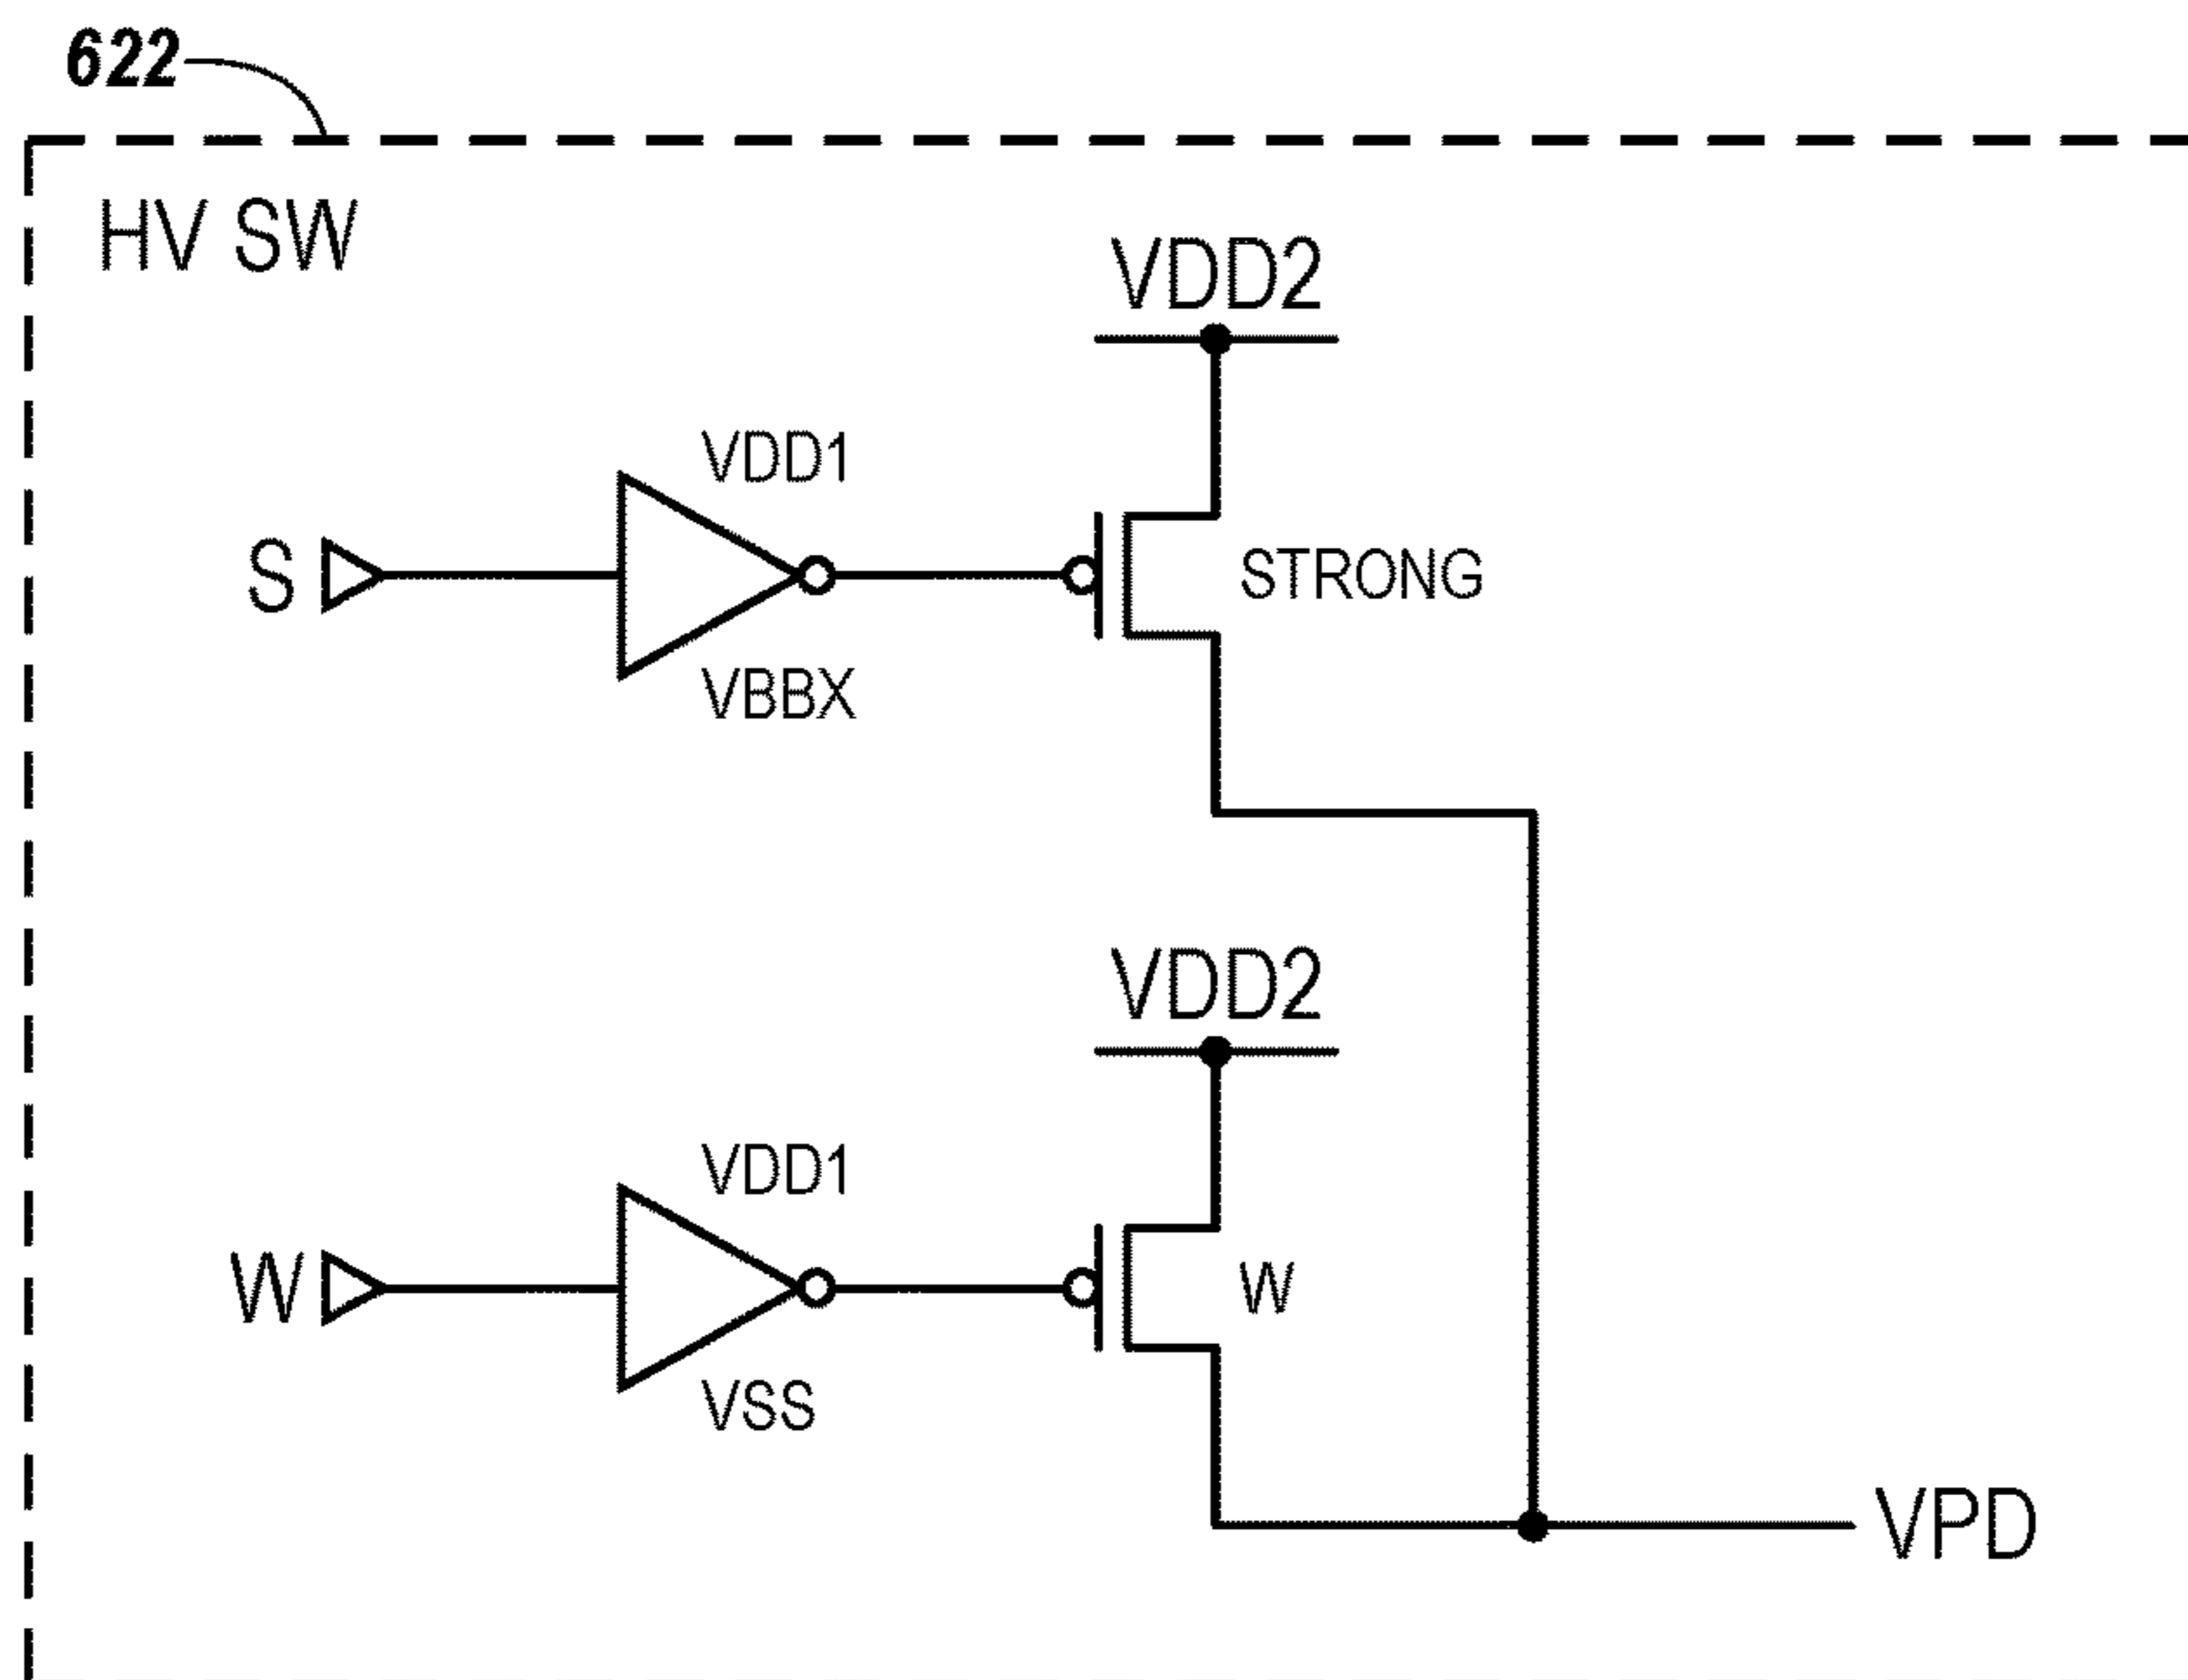 622
HV SW
VDD2
VDD1
S
STRONG
VBBX
VDD2
VDD1
W
W
VSS
VPD